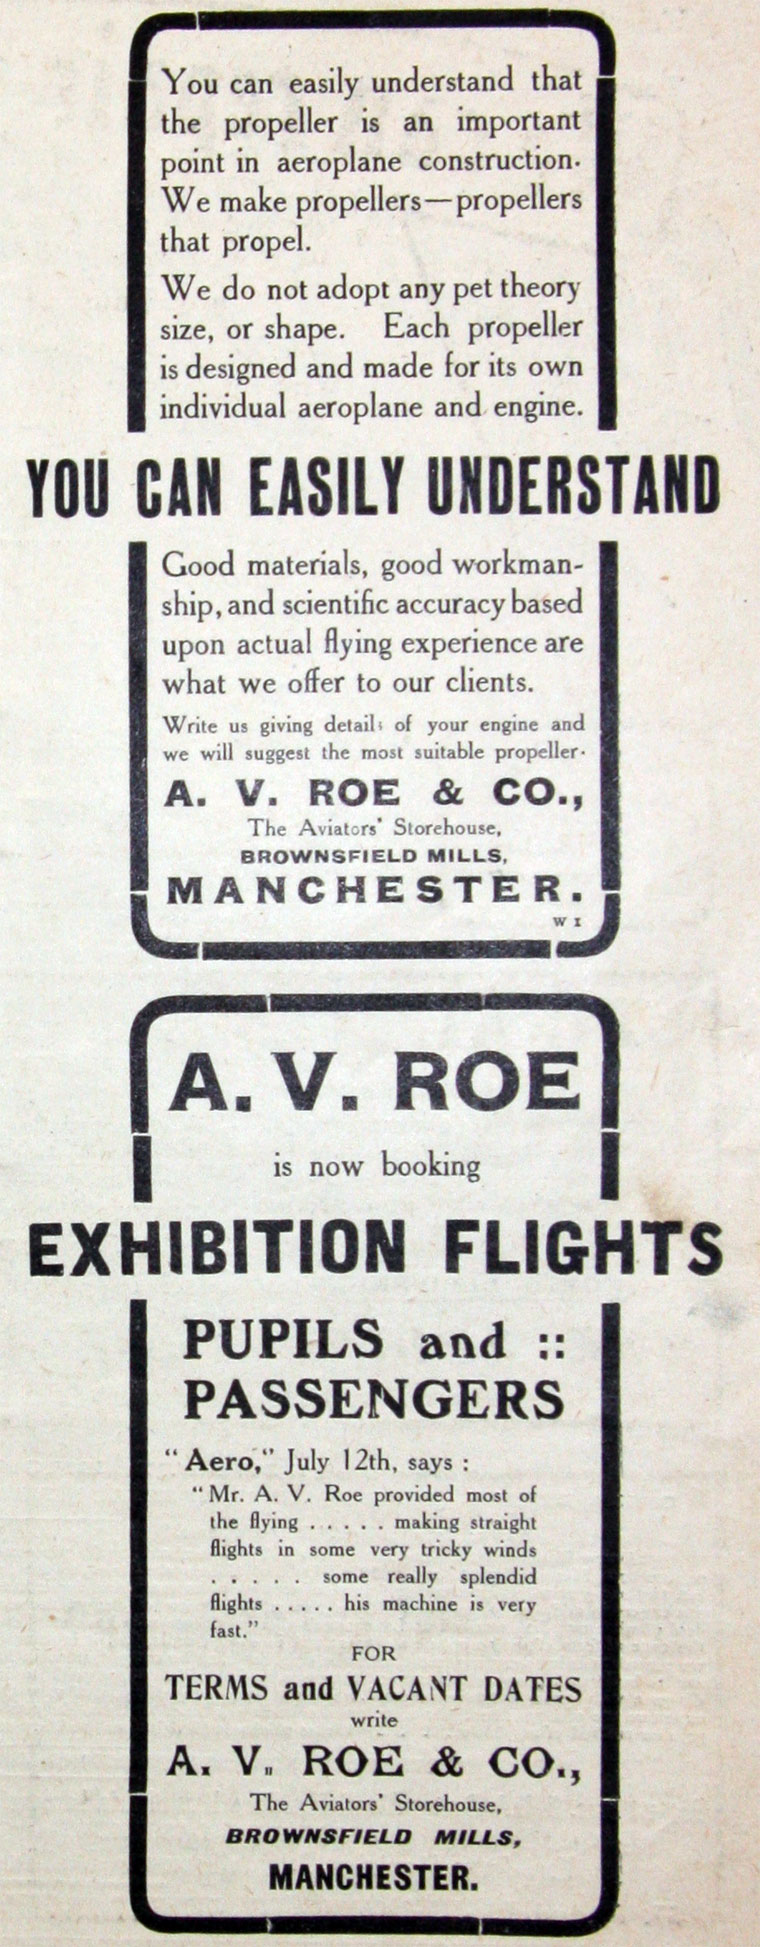 You can easily understand that
the propeller is an important
point in aeroplane construction.
We make propellers—propellers
that propel.
We do not adopt any pet theory
size, or shape. Each propeller
is designed and made for its own
individual aeroplane and engine.
YOU CAN EASILY UNDERSTAND
Good materials, good workman-
ship, and scientific accuracy based
upon actual flying experience are
what we offer to our clients.
Write us giving details of your engine and
we will suggest the most suitable propeller.
A. V. ROE & CO.,
The Aviators' Storehouse,
BROWNSFIELD MILLS,
MANCHESTER.
W I
A. V. ROE
is now booking
EXHIBITION FLIGHTS
PUPILS and ::
PASSENGERS
"Aero," July 12th, says :
"Mr. A. V. Roe provided most of
the flying . . . . . making straight
flights in some very tricky winds
. . . . . some really splendid
flights . . . . . his machine is very
fast."
FOR
TERMS and VACANT DATES
write
A. V. ROE & CO.,
The Aviators' Storehouse,
BROWNSFIELD MILLS,
MANCHESTER.